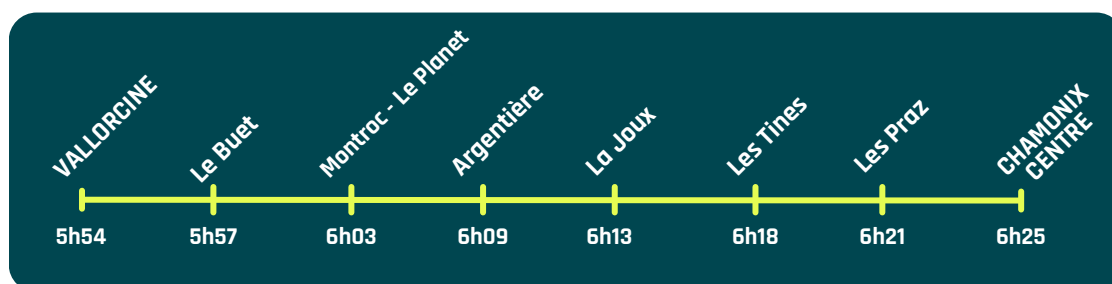 VALLORCINE
Le Buet
Montroc - Le Planet
Argentière
La Joux
Les Tines
Les Praz
CHAMONIX
CENTRE
5h54
5h57
6h03
6h09
6h13
6h18
6h21
6h25